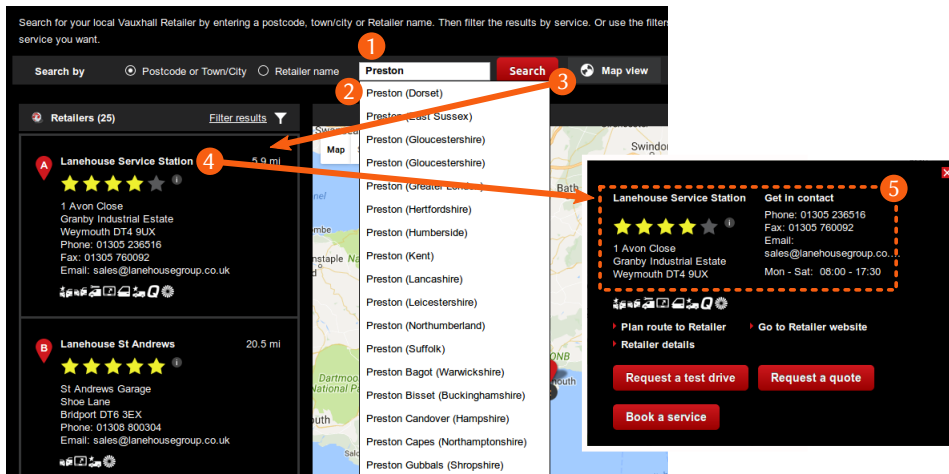 Search for your local Vauxhall Retailer by entering a postcode, town/city or Retailer name. Then filter the results by service. Or use the filters
service you want.
1
Search by
Postcode or Town/City
Retailer name
Preston
Search
Map view
2
3
Preston (Dorset)
Preston (East Sussex)
Preston (Gloucestershire)
Preston (Gloucestershire)
Preston (Greater London)
Preston (Hertfordshire)
Preston (Humberside)
Preston (Kent)
Preston (Lancashire)
Preston (Leicestershire)
Preston (Northumberland)
Preston (Suffolk)
Preston Bagot (Warwickshire)
Preston Bisset (Buckinghamshire)
Preston Candover (Hampshire)
Preston Capes (Northamptonshire)
Preston Gubbals (Shropshire)
Retailers (25)
Filter results
A
Lanehouse Service Station
4
5.9 mi
1 Avon Close
Granby Industrial Estate
Weymouth DT4 9UX
Phone: 01305 236516
Fax: 01305 760092
Email: sales@lanehousegroup.co.uk
B
Lanehouse St Andrews
20.5 mi
St Andrews Garage
Shoe Lane
Bridport DT6 3EX
Phone: 01308 800304
Email: sales@lanehousegroup.co.uk
Map
Swindo
Bath
5
Lanehouse Service Station
1 Avon Close
Granby Industrial Estate
Weymouth DT4 9UX
Get in contact
Phone: 01305 236516
Fax: 01305 760092
Email:
sales@lanehousegroup.co....
Mon - Sat: 08:00 - 17:30
Plan route to Retailer
Go to Retailer website
Retailer details
Request a test drive
Request a quote
Book a service